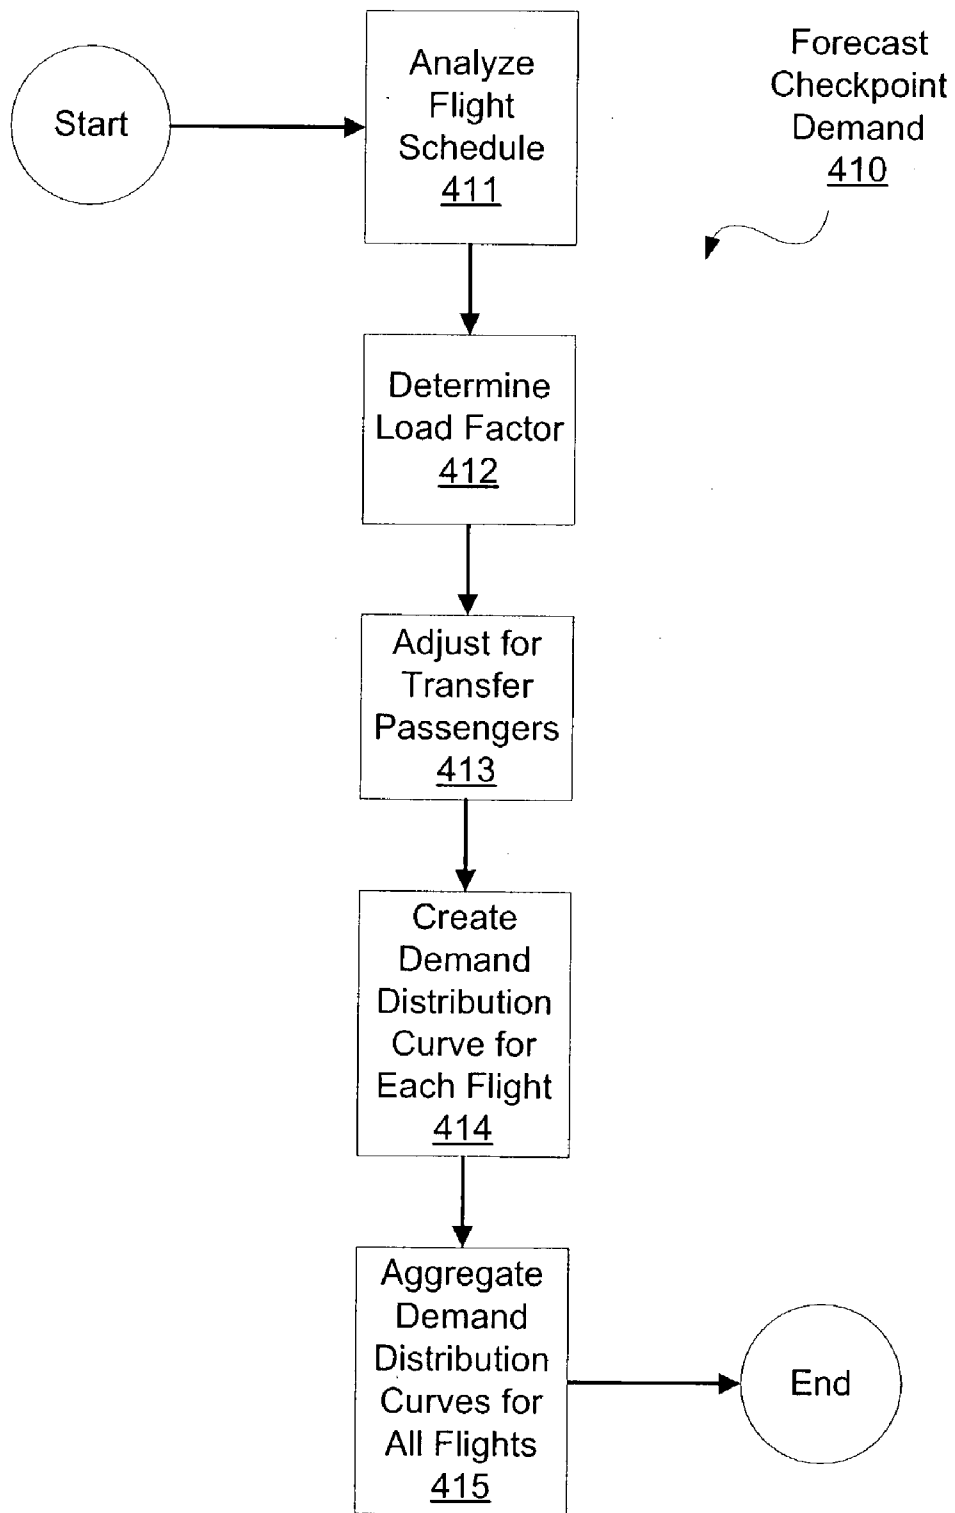 Forecast
Checkpoint
Demand
410
Start
Analyze
Flight
Schedule
411
Determine
Load Factor
412
Adjust for
Transfer
Passengers
413
Create
Demand
Distribution
Curve for
Each Flight
414
Aggregate
Demand
Distribution
Curves for
All Flights
415
End